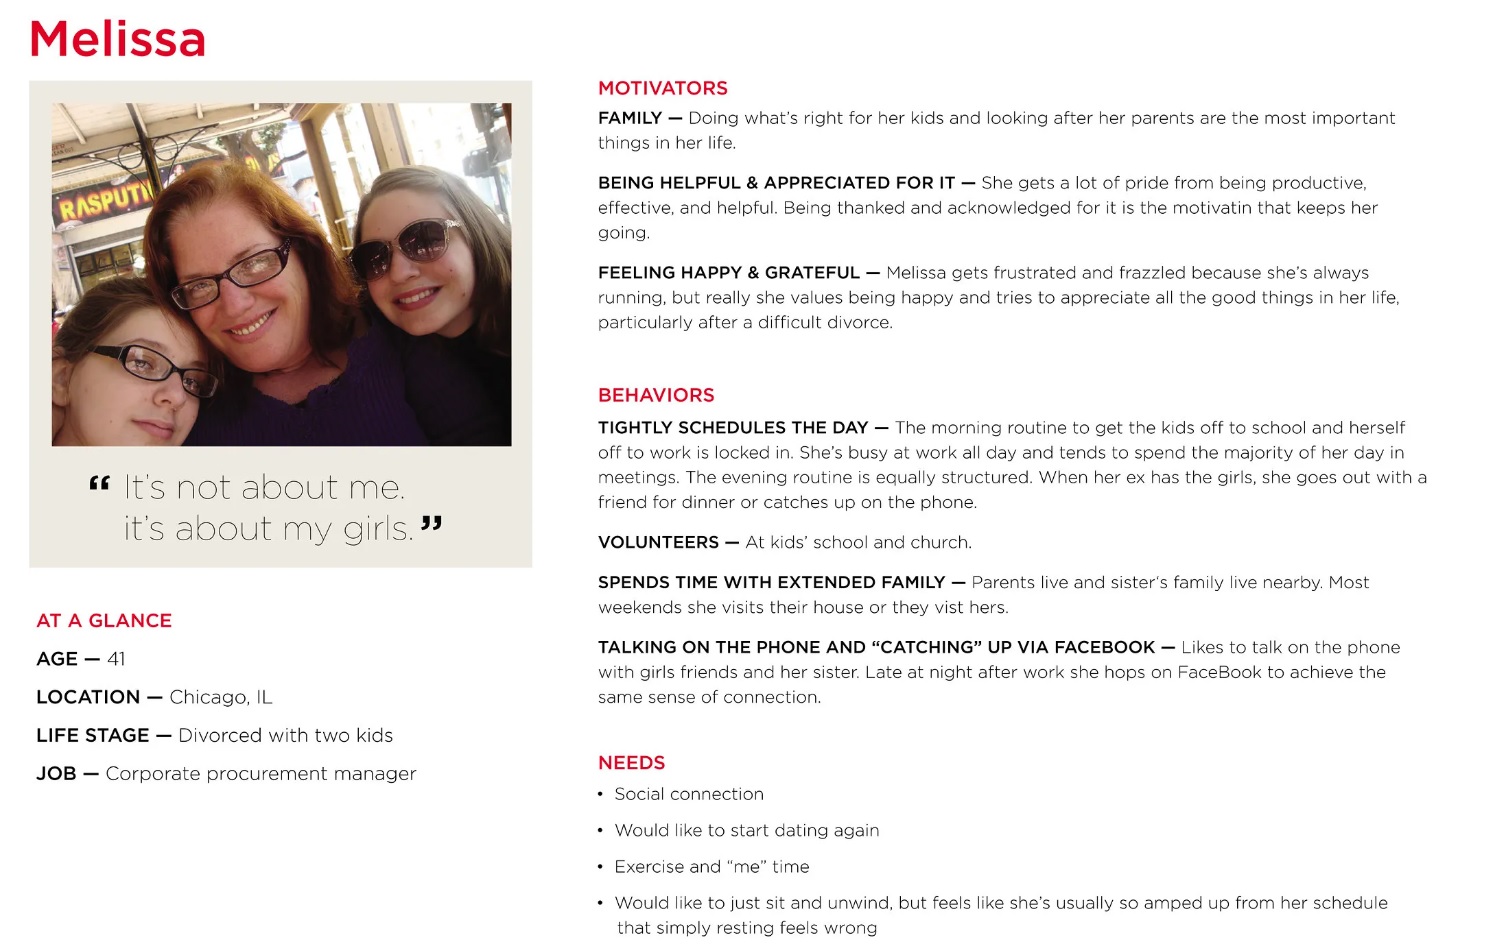 Melissa
RASPUTI
“ It’s not about me.
it’s about my girls. ”
AT A GLANCE
AGE — 41
LOCATION — Chicago, IL
LIFE STAGE — Divorced with two kids
JOB — Corporate procurement manager
MOTIVATORS
FAMILY — Doing what’s right for her kids and looking after her parents are the most important
things in her life.
BEING HELPFUL & APPRECIATED FOR IT — She gets a lot of pride from being productive,
effective, and helpful. Being thanked and acknowledged for it is the motivatin that keeps her
going.
FEELING HAPPY & GRATEFUL — Melissa gets frustrated and frazzled because she’s always
running, but really she values being happy and tries to appreciate all the good things in her life,
particularly after a difficult divorce.
BEHAVIORS
TIGHTLY SCHEDULES THE DAY — The morning routine to get the kids off to school and herself
off to work is locked in. She’s busy at work all day and tends to spend the majority of her day in
meetings. The evening routine is equally structured. When her ex has the girls, she goes out with a
friend for dinner or catches up on the phone.
VOLUNTEERS — At kids’ school and church.
SPENDS TIME WITH EXTENDED FAMILY — Parents live and sister‘s family live nearby. Most
weekends she visits their house or they vist hers.
TALKING ON THE PHONE AND “CATCHING” UP VIA FACEBOOK — Likes to talk on the phone
with girls friends and her sister. Late at night after work she hops on FaceBook to achieve the
same sense of connection.
NEEDS
• Social connection
• Would like to start dating again
• Exercise and “me” time
• Would like to just sit and unwind, but feels like she’s usually so amped up from her schedule
that simply resting feels wrong